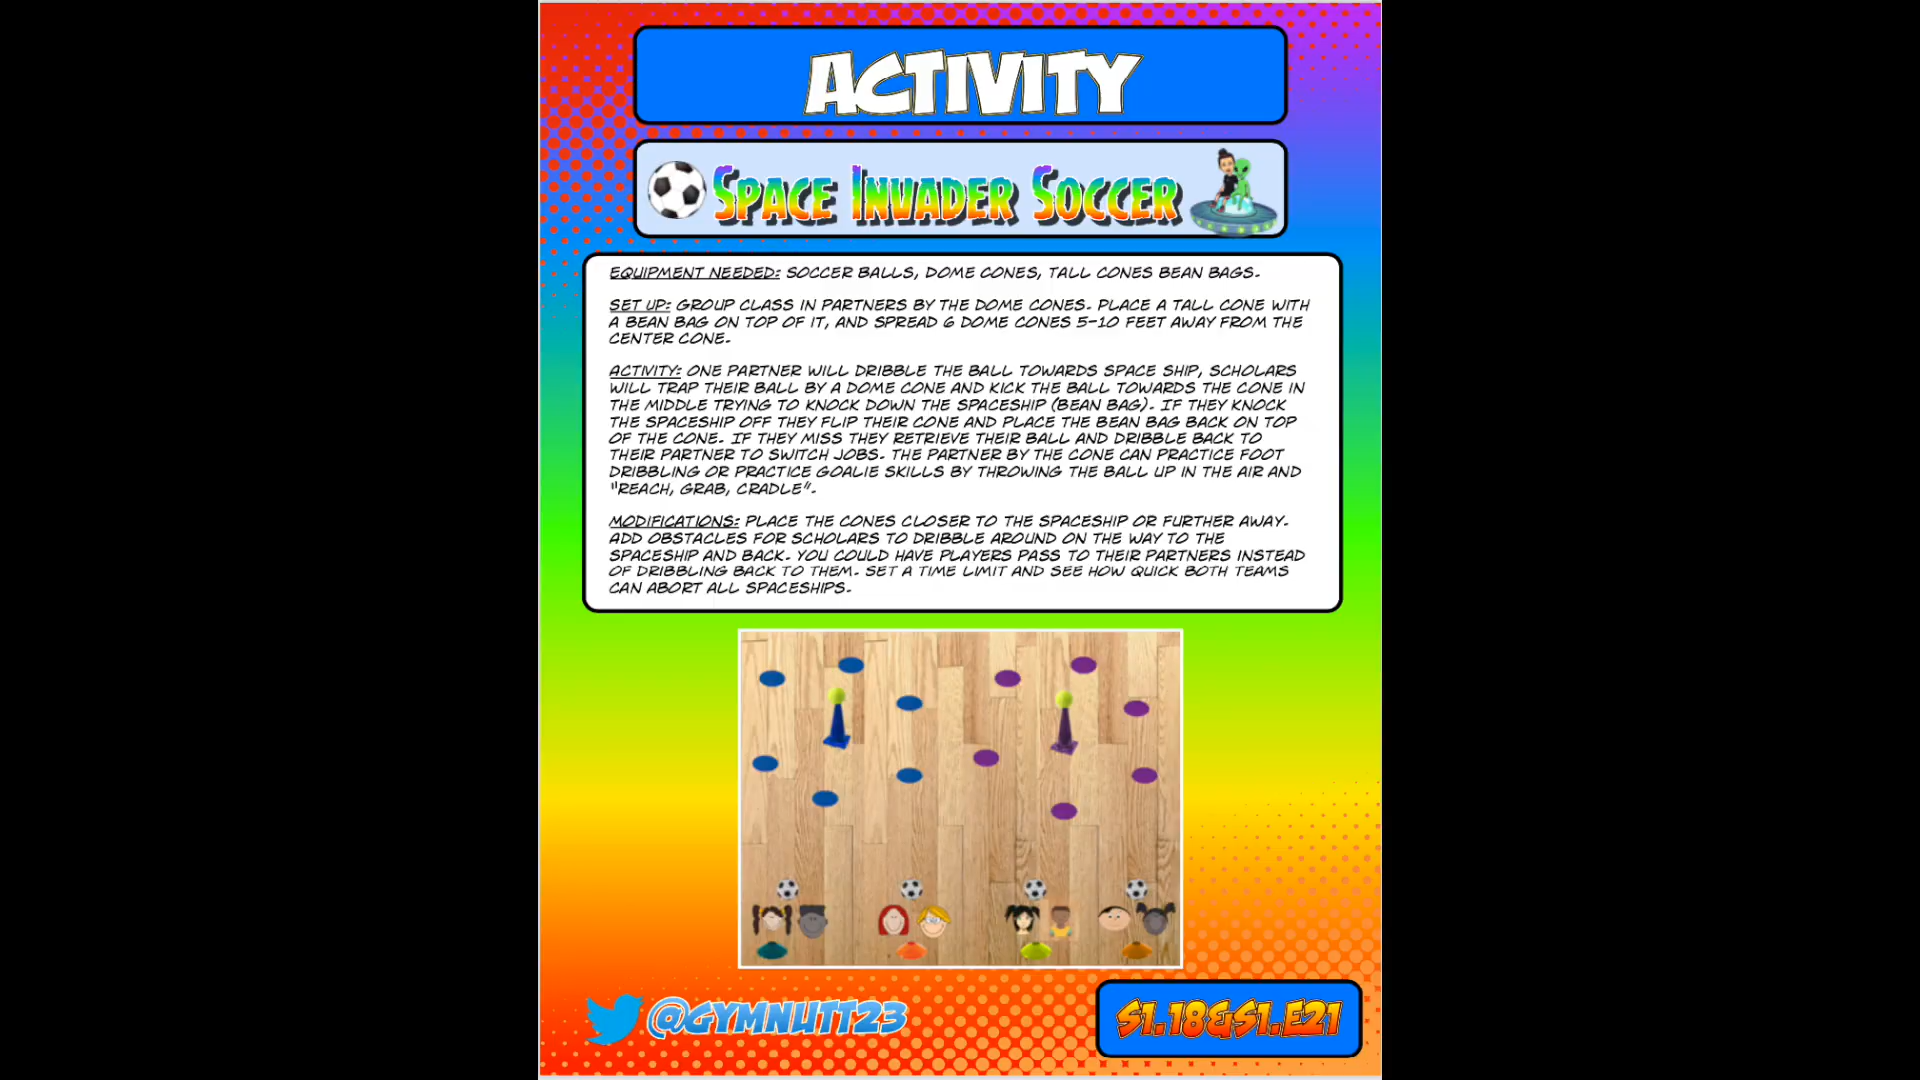 ACTIVITY
SPACE INVADER SOCCER
EQUIPMENT NEEDED: SOCCER BALLS, DOME CONES, TALL CONES BEAN BAGS.
SET UP: GROUP CLASS IN PARTNERS BY THE DOME CONES. PLACE A TALL CONE WITH
A BEAN BAG ON TOP OF IT, AND SPREAD 6 DOME CONES 5-10 FEET AWAY FROM THE
CENTER CONE.
ACTIVITY: ONE PARTNER WILL DRIBBLE THE BALL TOWARDS SPACE SHIP, SCHOLARS
WILL TRAP THEIR BALL BY A DOME CONE AND KICK THE BALL TOWARDS THE CONE IN
THE MIDDLE TRYING TO KNOCK DOWN THE SPACESHIP (BEAN BAG). IF THEY KNOCK
THE SPACESHIP OFF THEY FLIP THEIR CONE AND PLACE THE BEAN BAG BACK ON TOP
OF THE CONE. IF THEY MISS THEY RETRIEVE THEIR BALL AND DRIBBLE BACK TO
THEIR PARTNER TO SWITCH JOBS. THE PARTNER BY THE CONE CAN PRACTICE FOOT
DRIBBLING OR PRACTICE GOALIE SKILLS BY THROWING THE BALL UP IN THE AIR AND
"REACH, GRAB, CRADLE".
MODIFICATIONS: PLACE THE CONES CLOSER TO THE SPACESHIP OR FURTHER AWAY.
ADD OBSTACLES FOR SCHOLARS TO DRIBBLE AROUND ON THE WAY TO THE
SPACESHIP AND BACK. YOU COULD HAVE PLAYERS PASS TO THEIR PARTNERS INSTEAD
OF DRIBBLING BACK TO THEM. SET A TIME LIMIT AND SEE HOW QUICK BOTH TEAMS
CAN ABORT ALL SPACESHIPS.
@GYMNUTT23
S1.18&S1.E21